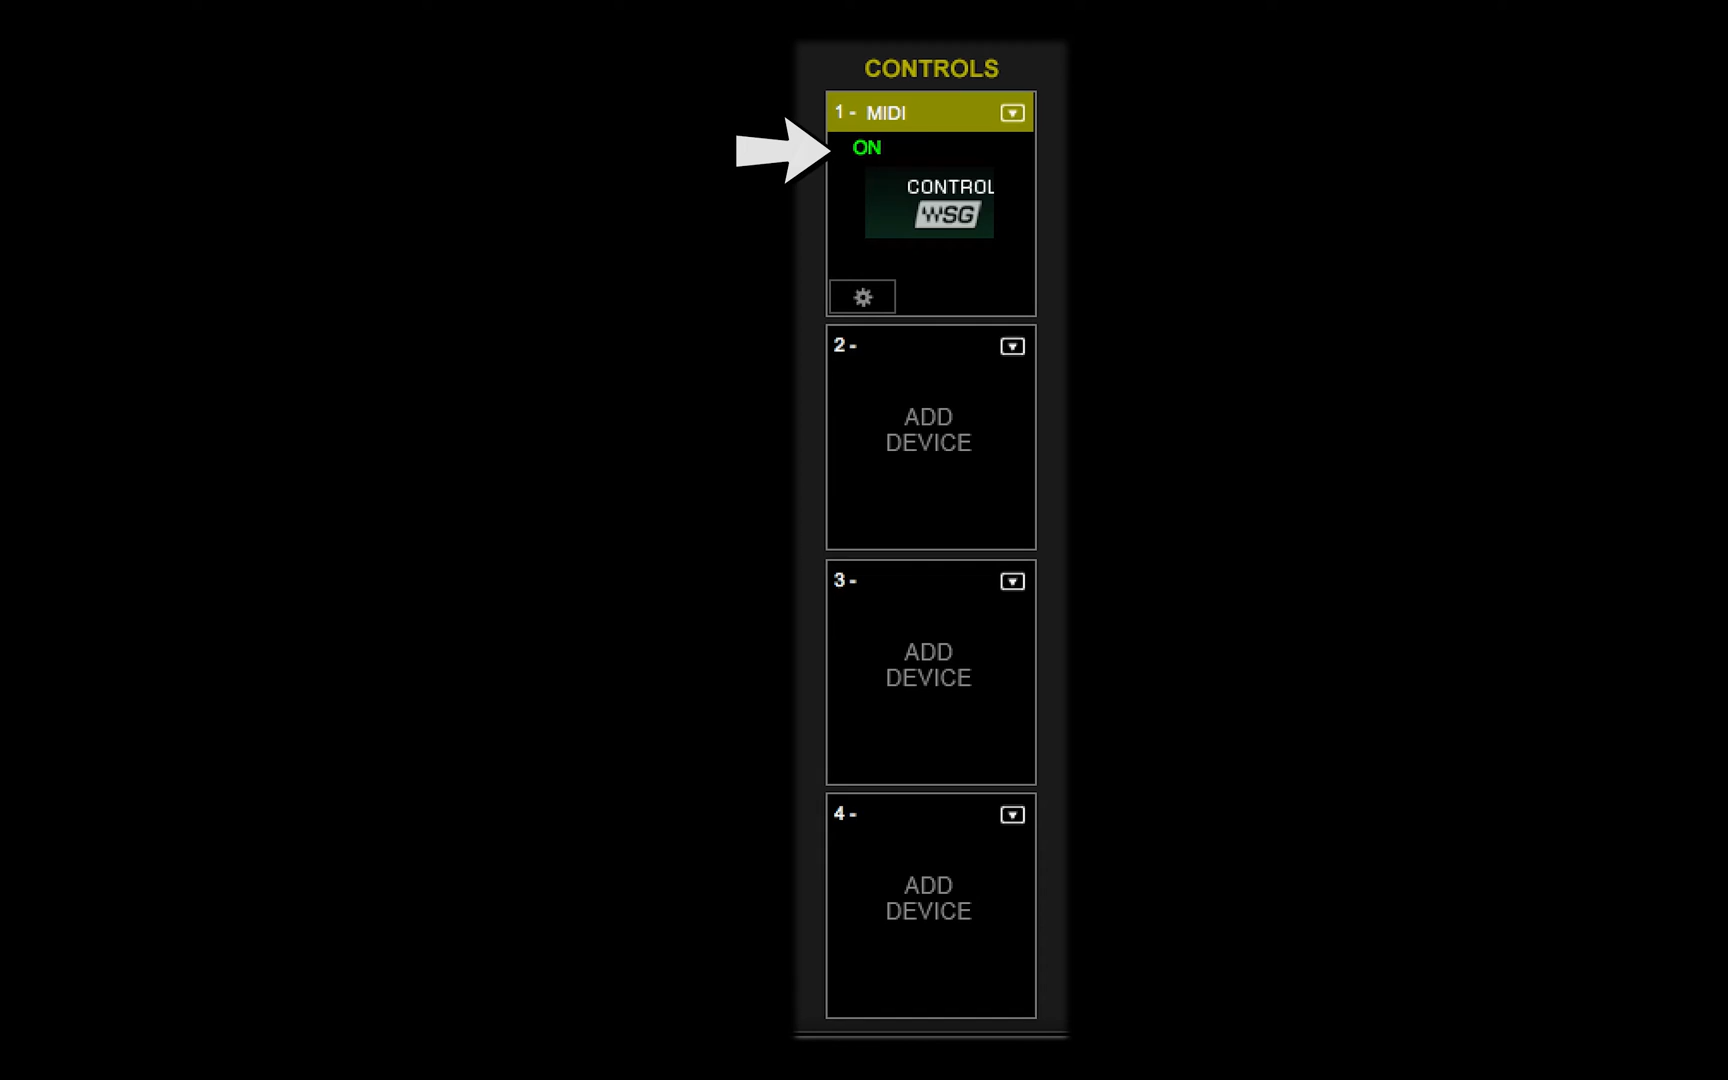 CONTROLS
1 - MIDI
ON
CONTROL
WSG
2 -
ADD
DEVICE
3 -
ADD
DEVICE
4 -
ADD
DEVICE